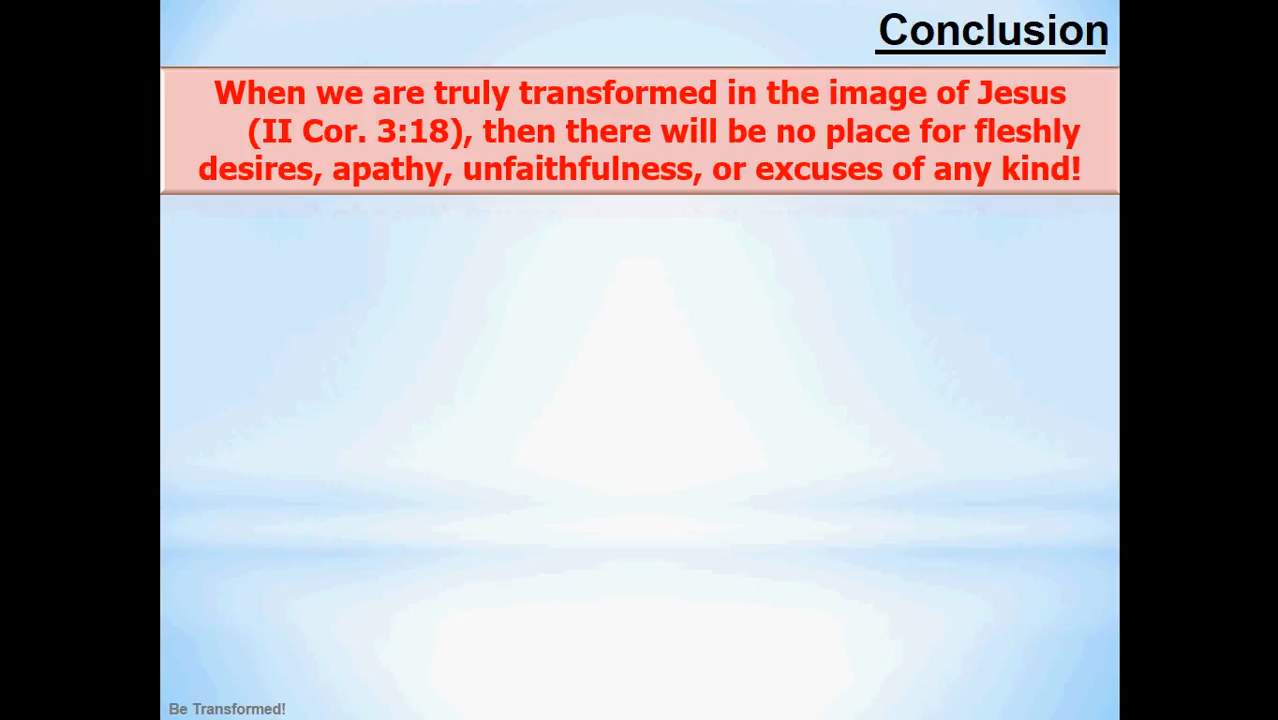 Conclusion
When we are truly transformed in the image of Jesus
(II Cor. 3:18), then there will be no place for fleshly
desires, apathy, unfaithfulness, or excuses of any kind!
Be Transformed!